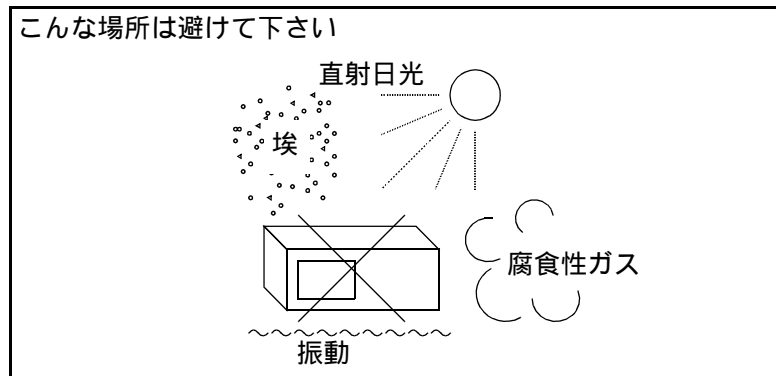 こんな場所は避けて下さい
直射日光
埃
腐食性ガス
振動